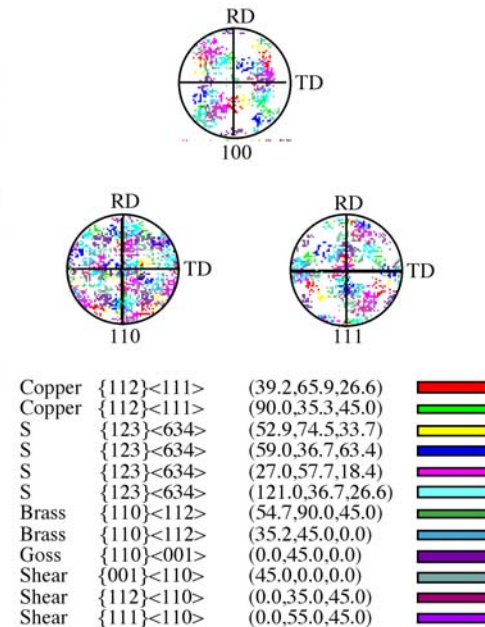 RD
TD
100
RD
TD
110
RD
TD
111
Copper {112}<111> (39.2,65.9,26.6)
Copper {112}<111> (90.0,35.3,45.0)
S {123}<634> (52.9,74.5,33.7)
S {123}<634> (59.0,36.7,63.4)
S {123}<634> (27.0,57.7,18.4)
S {123}<634> (121.0,36.7,26.6)
Brass {110}<112> (54.7,90.0,45.0)
Brass {110}<112> (35.2,45.0,0.0)
Goss {110}<001> (0.0,45.0,0.0)
Shear {001}<110> (45.0,0.0,0.0)
Shear {112}<110> (0.0,35.0,45.0)
Shear {111}<110> (0.0,55.0,45.0)